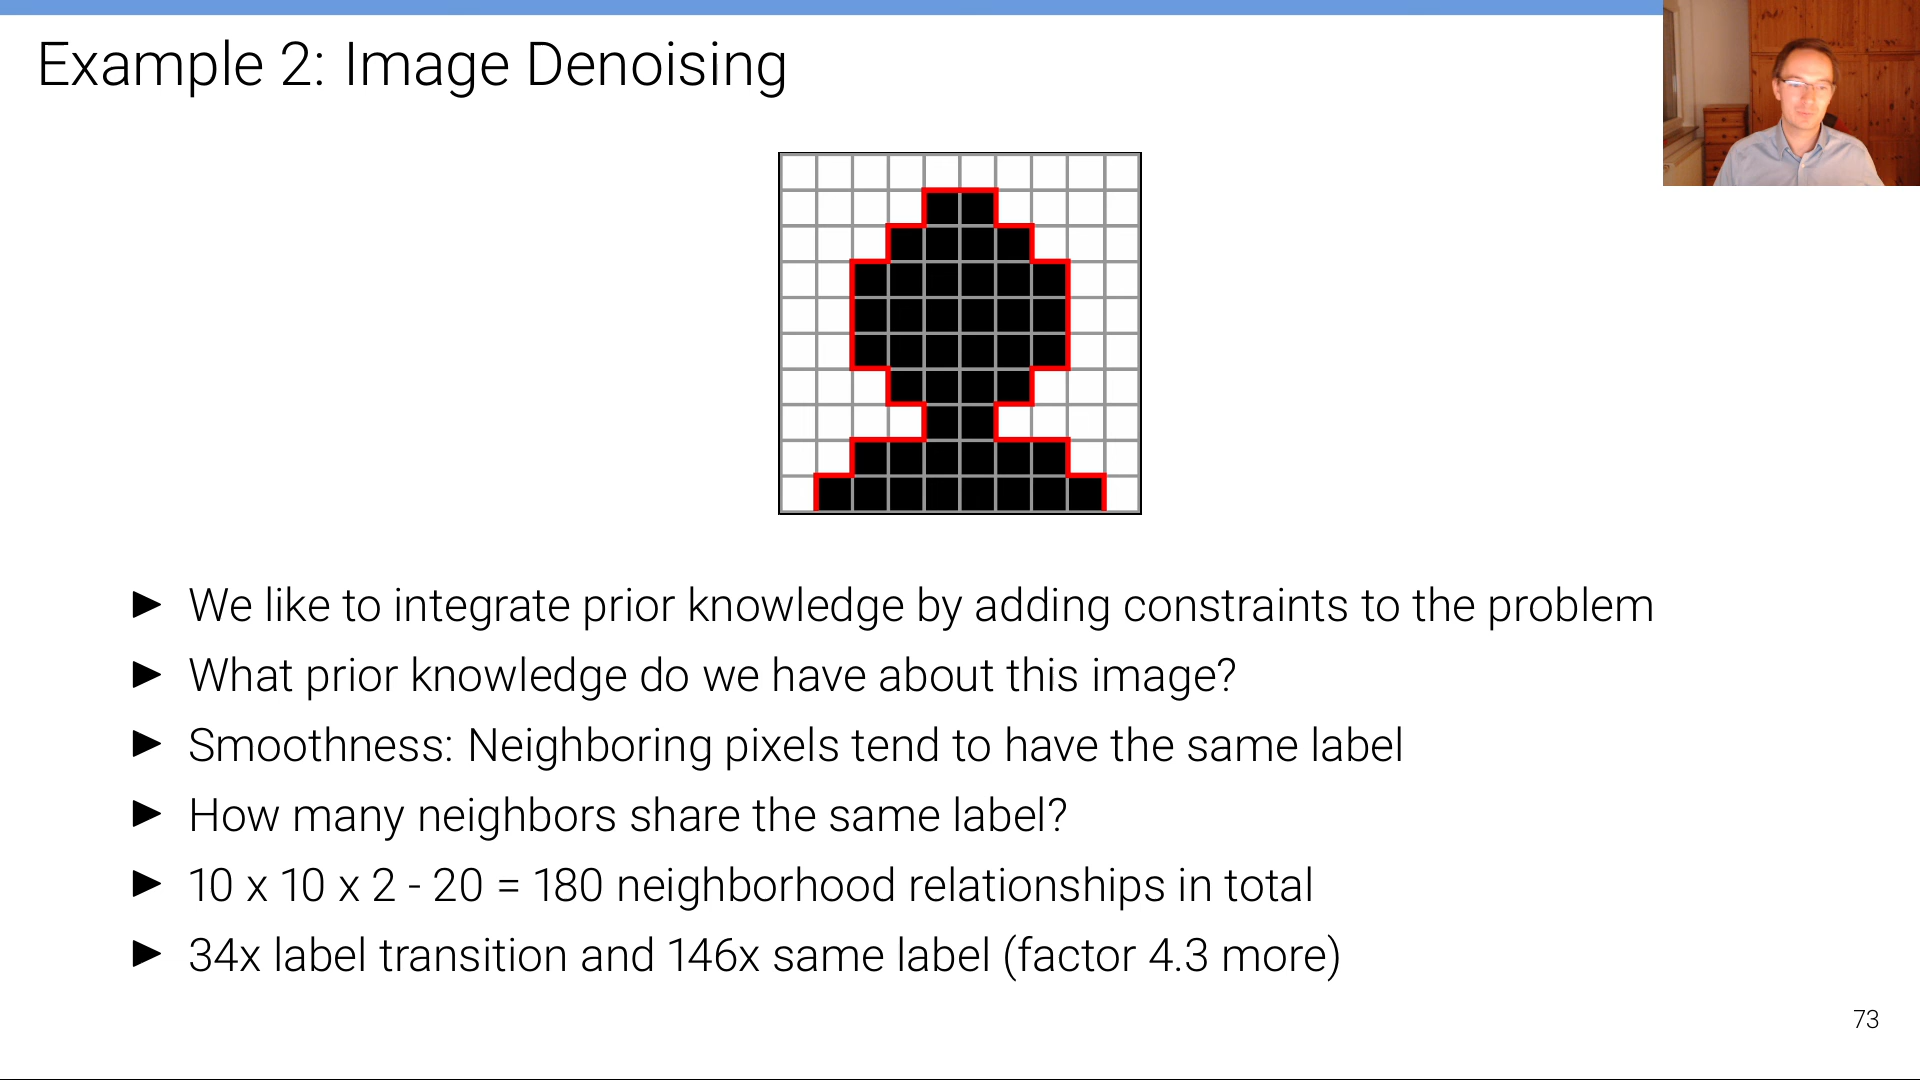 Example 2: Image Denoising
► We like to integrate prior knowledge by adding constraints to the problem
► What prior knowledge do we have about this image?
► Smoothness: Neighboring pixels tend to have the same label
► How many neighbors share the same label?
► 10 x 10 x 2 - 20 = 180 neighborhood relationships in total
► 34x label transition and 146x same label (factor 4.3 more)
73